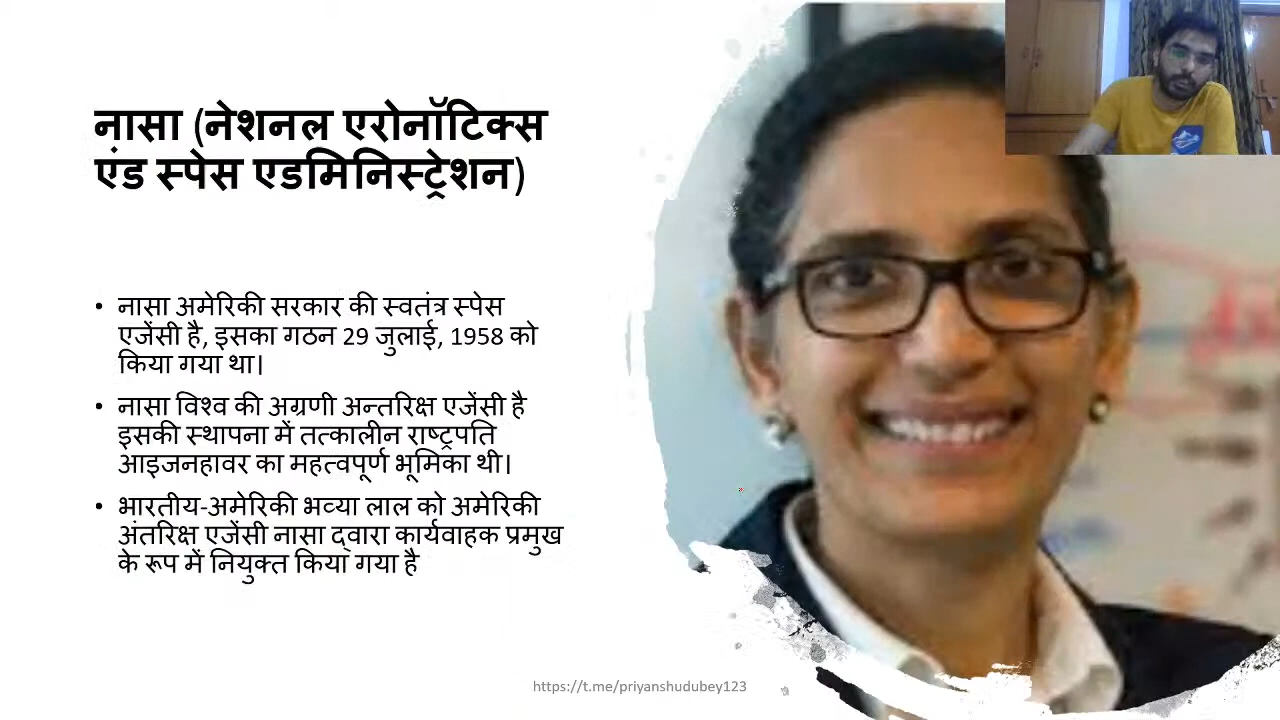 नासा (नेशनल एरोनॉटिक्स
एंड स्पेस एडमिनिस्ट्रेशन)
• नासा अमेरिकी सरकार की स्वतंत्र स्पेस
एजेंसी है, इसका गठन 29 जुलाई, 1958 को
किया गया था।
• नासा विश्व की अग्रणी अन्तरिक्ष एजेंसी है
इसकी स्थापना में तत्कालीन राष्ट्रपति
आइजनहावर का महत्वपूर्ण भूमिका थी।
• भारतीय-अमेरिकी भव्या लाल को अमेरिकी
अंतरिक्ष एजेंसी नासा द्वारा कार्यवाहक प्रमुख
के रूप में नियुक्त किया गया है
https://t.me/priyanshudubey123